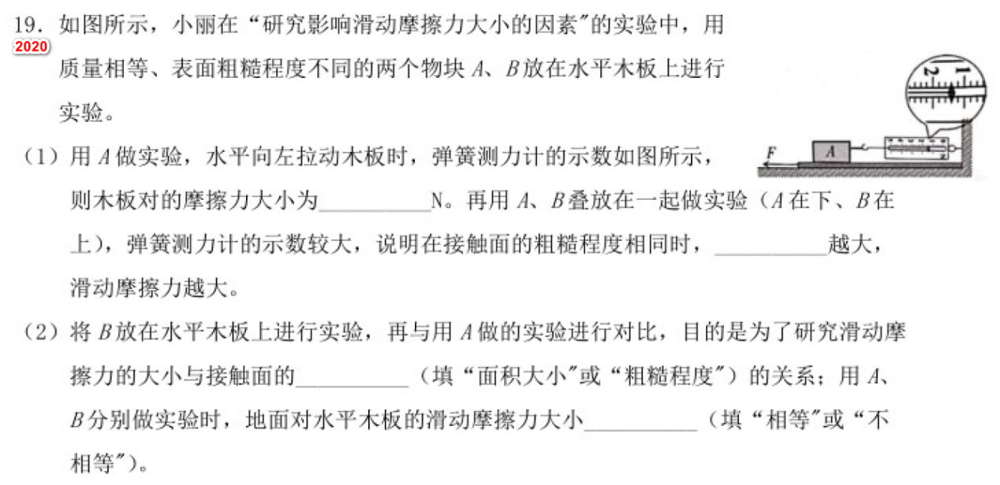 19. 如图所示，小丽在“研究影响滑动摩擦力大小的因素”的实验中，用
2020
质量相等、表面粗糙程度不同的两个物块 A、B 放在水平木板上进行
实验。
2 1
F A
（1）用 A 做实验，水平向左拉动木板时，弹簧测力计的示数如图所示，
则木板对的摩擦力大小为__________N。再用 A、B 叠放在一起做实验（A 在下、B 在
上），弹簧测力计的示数较大，说明在接触面的粗糙程度相同时，__________越大，
滑动摩擦力越大。
（2）将 B 放在水平木板上进行实验，再与用 A 做的实验进行对比，目的是为了研究滑动摩
擦力的大小与接触面的__________（填“面积大小”或“粗糙程度”）的关系；用 A、
B 分别做实验时，地面对水平木板的滑动摩擦力大小__________（填“相等”或“不
相等”）。